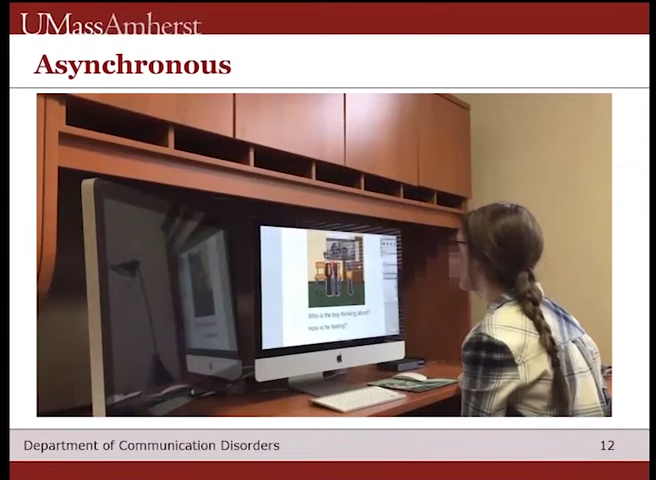 UMassAmherst
Asynchronous
Who is the boy thinking about?
How is he feeling?
Department of Communication Disorders
12